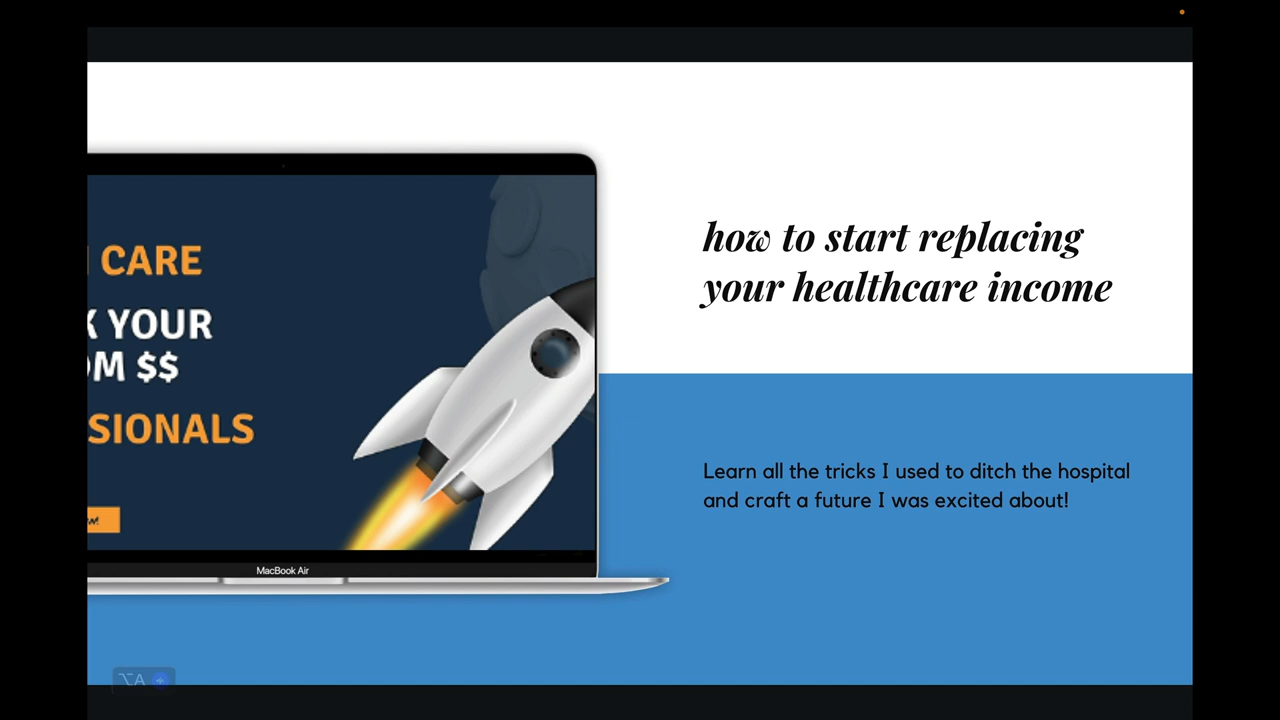 CARE
YOUR
$$
SIONALS
w!
MacBook Air
how to start replacing
your healthcare income
Learn all the tricks I used to ditch the hospital
and craft a future I was excited about!
⌥A